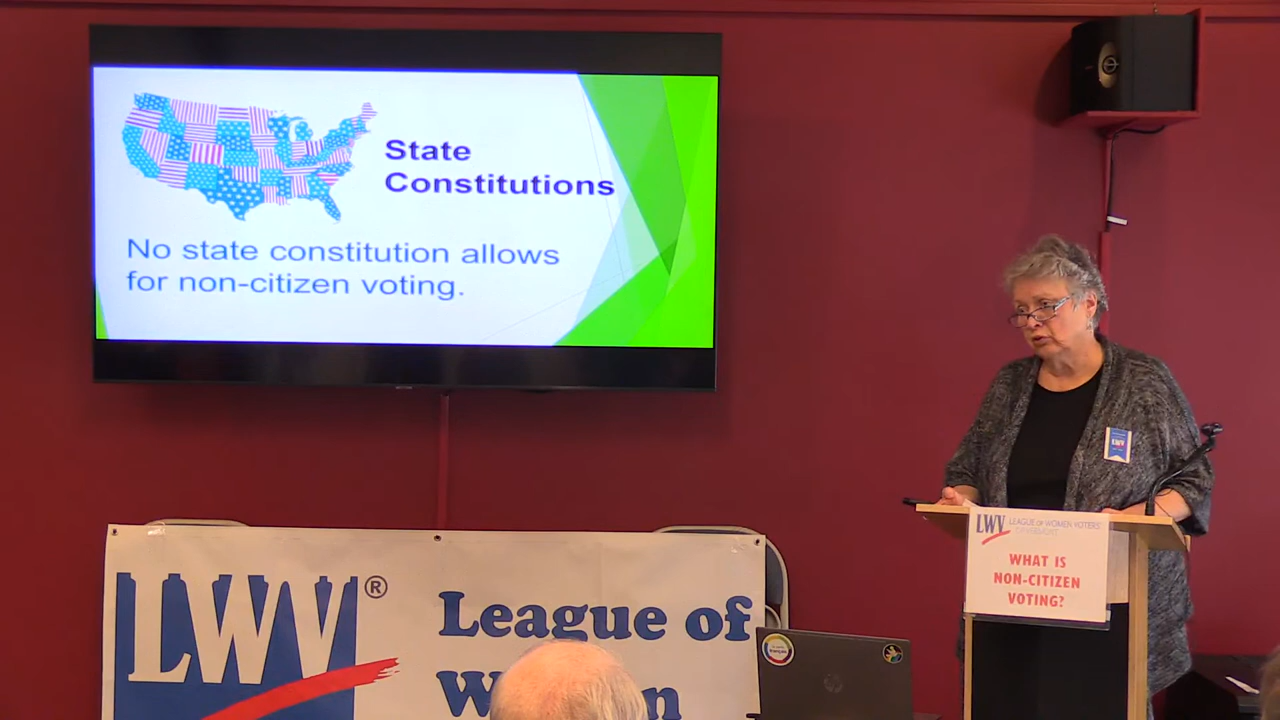 State
Constitutions
No state constitution allows
for non-citizen voting.
LWV
LWV
LEAGUE OF WOMEN VOTERS
WHAT IS
NON-CITIZEN
VOTING?
LWV
®
League of